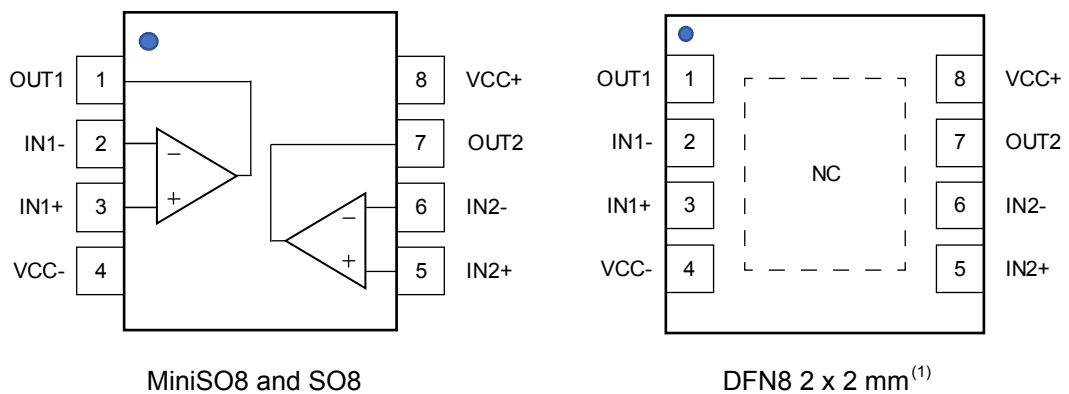 OUT1 1 8 VCC+
IN1- 2 − 7 OUT2
IN1+ 3 + − 6 IN2-
VCC- 4 + 5 IN2+
MiniSO8 and SO8
OUT1 1 8 VCC+
IN1- 2 7 OUT2
NC
IN1+ 3 6 IN2-
VCC- 4 5 IN2+
DFN8 2 x 2 mm(1)